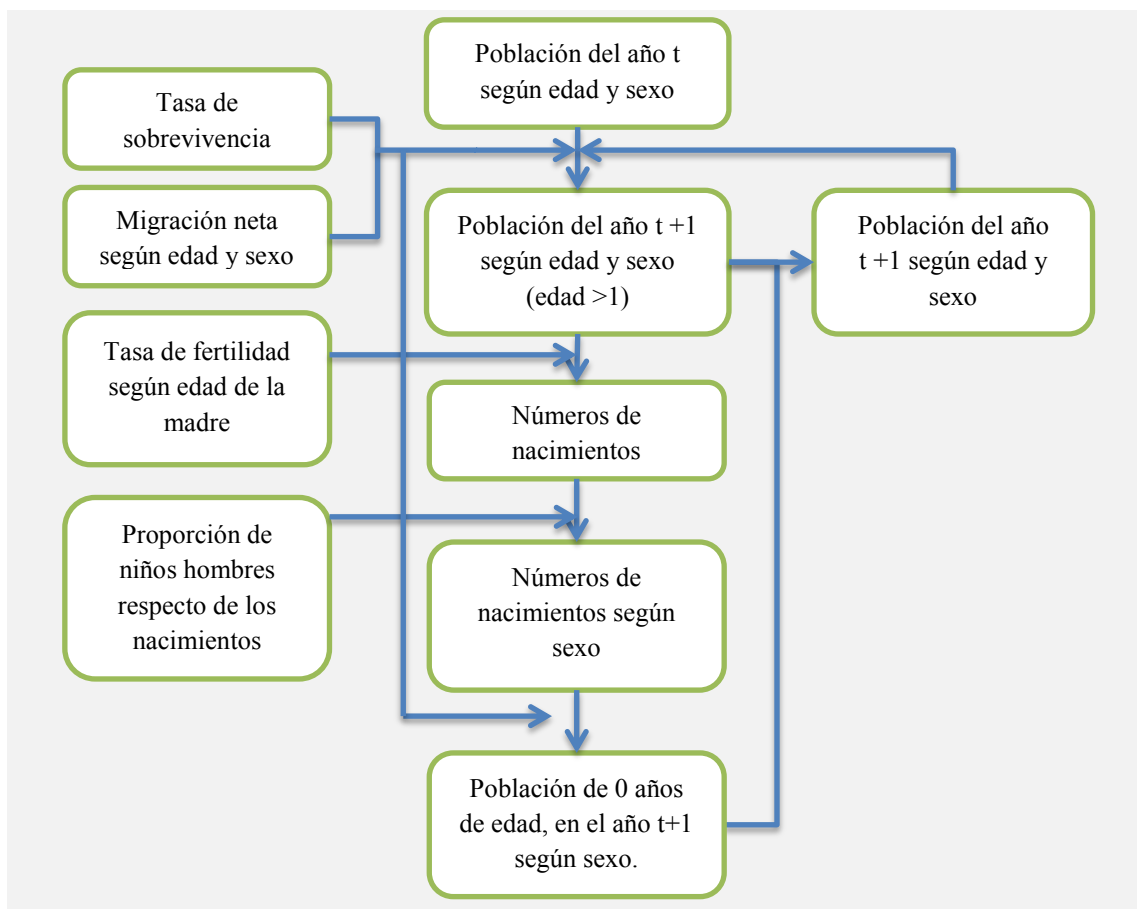 Población del año t
según edad y sexo
Tasa de
sobrevivencia
Migración neta
según edad y sexo
Población del año t +1
según edad y sexo
(edad >1)
Población del año
t +1 según edad y
sexo
Tasa de fertilidad
según edad de la
madre
Números de
nacimientos
Proporción de
niños hombres
respecto de los
nacimientos
Números de
nacimientos según
sexo
Población de 0 años
de edad, en el año t+1
según sexo.